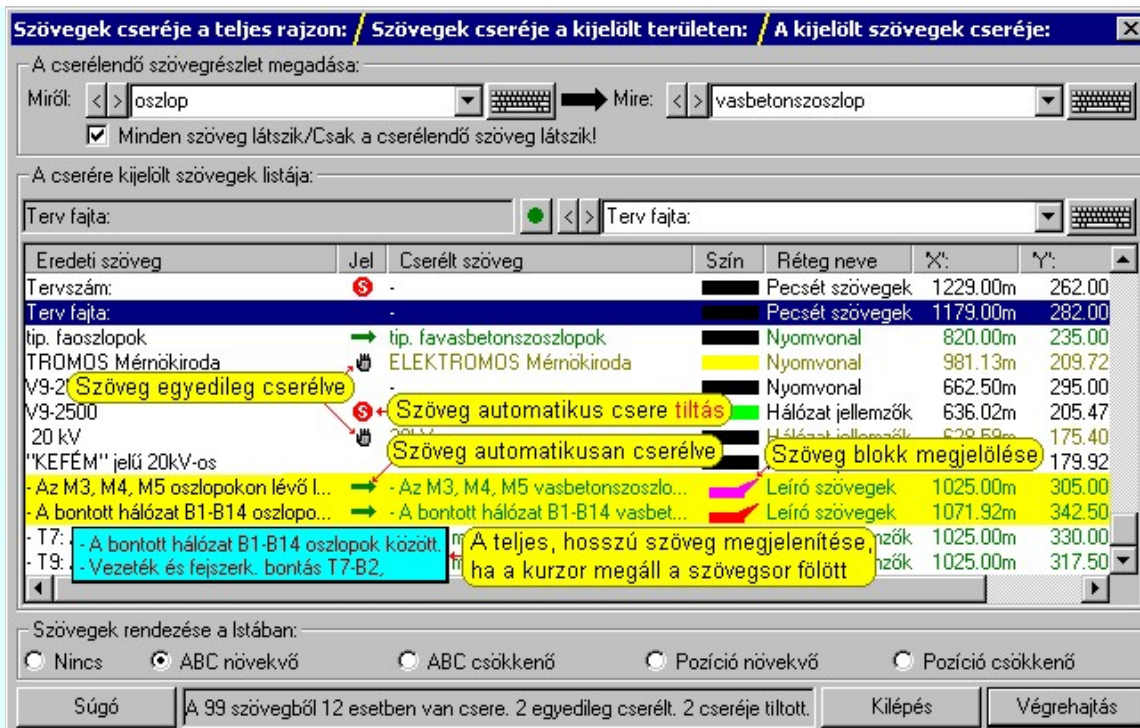 Szövegek cseréje a teljes rajzon: / Szövegek cseréje a kijelölt területen: / A kijelölt szövegek cseréje:
A cserélendő szövegrészlet megadása:
Miről: < > oszlop Mire: < > vasbetonszoszlop
Minden szöveg látszik/Csak a cserélendő szöveg látszik!
A cserére kijelölt szövegek listája:
Terv fajta: < > Terv fajta:
Eredeti szöveg Jel Cserélt szöveg Szín Réteg neve 'X': 'Y':
Tervszám: S - Pecsét szövegek 1229.00m 262.00
Terv fajta: Pecsét szövegek 1179.00m 282.00
tip. faoszlopok tip. favasbetonszoszlopok Nyomvonal 820.00m 235.00
TROMOS Mérnökiroda ELEKTROMOS Mérnökiroda Nyomvonal 981.13m 209.72
Szöveg egyedileg cserélve - Nyomvonal 662.50m 295.00
V9-2500 S Szöveg automatikus csere tiltás Hálózat jellemzők 636.02m 205.47
20 kV 175.40
Szöveg automatikusan cserélve Szöveg blokk megjelölése
"KEFÉM" jelű 20kV-os 179.92
- Az M3, M4, M5 oszlopokon lévő l... - Az M3, M4, M5 vasbetonszoszlo... Leíró szövegek 1025.00m 305.00
- A bontott hálózat B1-B14 oszlopo... - A bontott hálózat B1-B14 vasbet... Leíró szövegek 1071.92m 342.50
- T7: 1025.00m 330.00
- T9: 1025.00m 317.50
- A bontott hálózat B1-B14 oszlopok között.
- Vezeték és fejszerk. bontás T7-B2,
A teljes, hosszú szöveg megjelenítése,
ha a kurzor megáll a szövegsor fölött
Szövegek rendezése a lstában:
Nincs ABC növekvő ABC csökkenő Pozíció növekvő Pozíció csökkenő
Súgó A 99 szövegből 12 esetben van csere. 2 egyedileg cserélt. 2 cseréje tiltott. Kilépés Végrehajtás